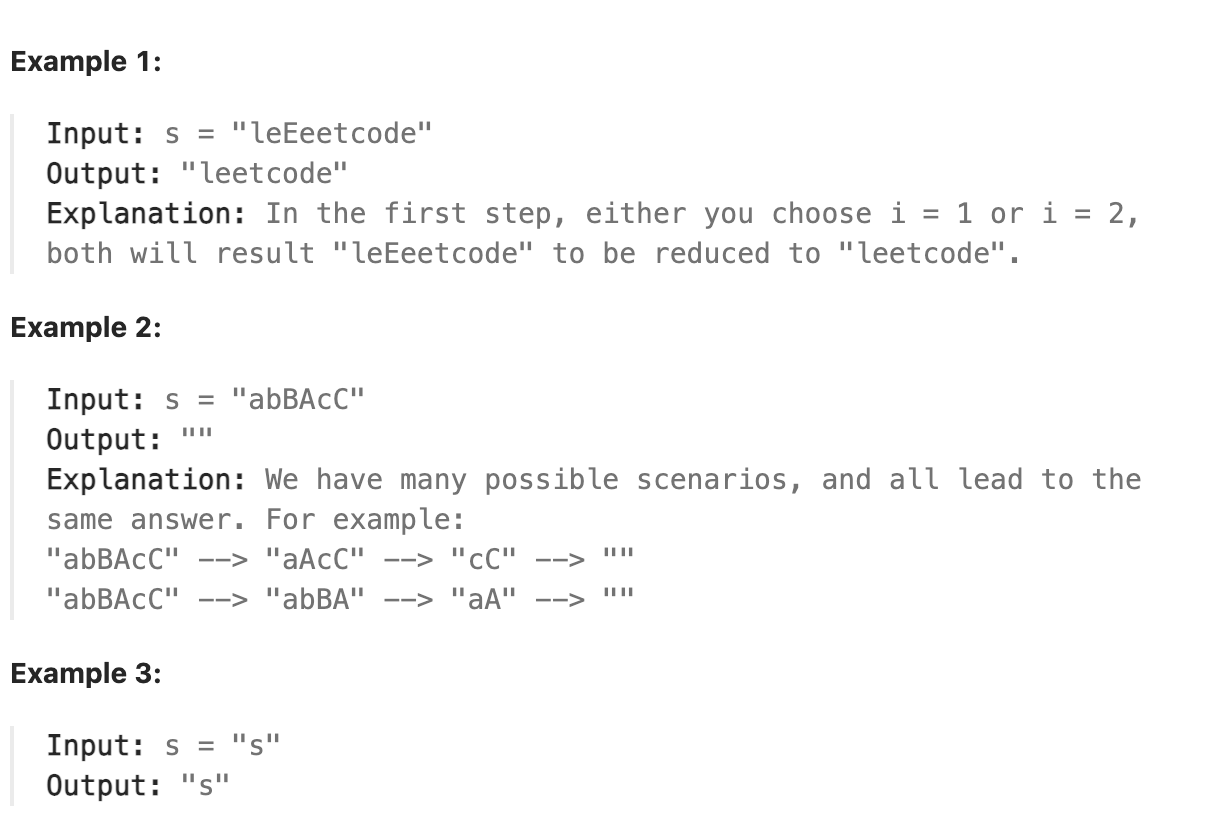 Example 1:
Input: s = "leEeetcode"
Output: "leetcode"
Explanation: In the first step, either you choose i = 1 or i = 2,
both will result "leEeetcode" to be reduced to "leetcode".
Example 2:
Input: s = "abBAcC"
Output: ""
Explanation: We have many possible scenarios, and all lead to the
same answer. For example:
"abBAcC" --> "aAcC" --> "cC" --> ""
"abBAcC" --> "abBA" --> "aA" --> ""
Example 3:
Input: s = "s"
Output: "s"